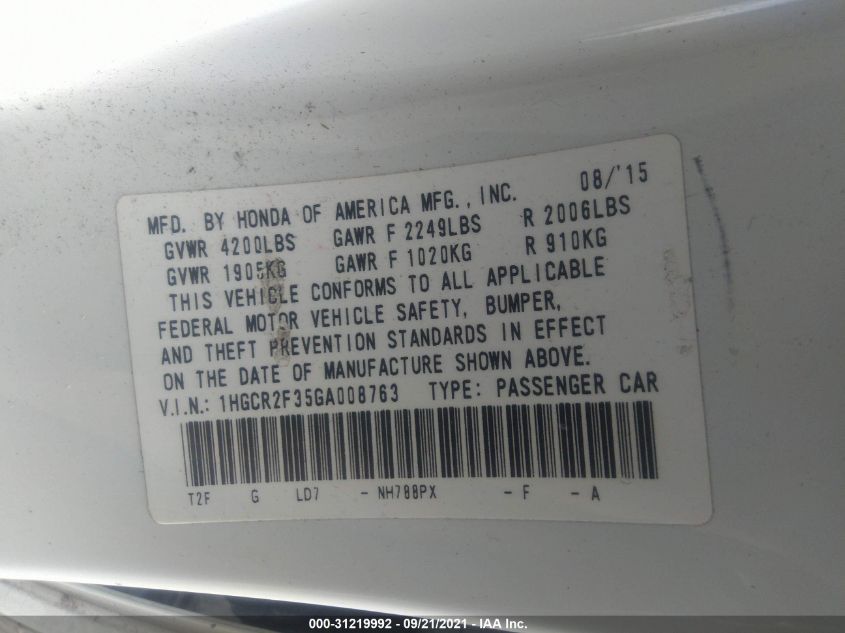 MFD. BY HONDA OF AMERICA MFG., INC. 08/'15
GVWR 4200LBS GAWR F 2249LBS R 2006LBS
GVWR 1905KG GAWR F 1020KG R 910KG
THIS VEHICLE CONFORMS TO ALL APPLICABLE
FEDERAL MOTOR VEHICLE SAFETY, BUMPER,
AND THEFT PREVENTION STANDARDS IN EFFECT
ON THE DATE OF MANUFACTURE SHOWN ABOVE.
V.I.N.: 1HGCR2F35GA008763 TYPE: PASSENGER CAR
T2F G LD7 - NH788PX - F - A
000-31219992 - 09/21/2021 - IAA Inc.